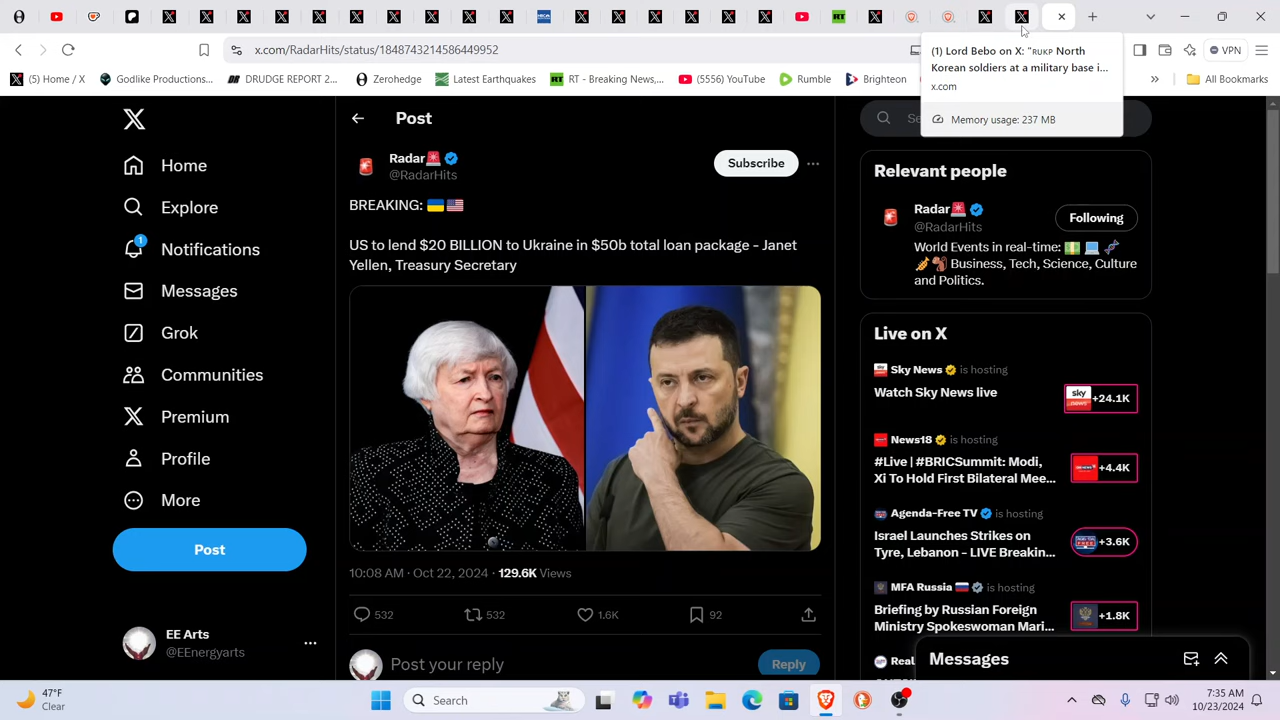 x.com/RadarHits/status/1848743214586449952
VPN
(1) Lord Bebo on X: "RUKP North
Korean soldiers at a military base i...
x.com
Memory usage: 237 MB
(5) Home / X
Godlike Productions...
DRUDGE REPORT 2...
Zerohedge
Latest Earthquakes
RT - Breaking News,...
(5555) YouTube
Rumble
Brighteon
All Bookmarks
Home
Explore
1
Notifications
Messages
Grok
Communities
Premium
Profile
More
Post
EE Arts
@EEnergyarts
Post
Radar
@RadarHits
Subscribe
BREAKING:
US to lend $20 BILLION to Ukraine in $50b total loan package - Janet
Yellen, Treasury Secretary
10:08 AM · Oct 22, 2024 · 129.6K Views
532
532
1.6K
92
Post your reply
Reply
Se
Relevant people
Radar
@RadarHits
Following
World Events in real-time:
Business, Tech, Science, Culture
and Politics.
Live on X
Sky News is hosting
Watch Sky News live
sky
news
+24.1K
News18 is hosting
#Live | #BRICSummit: Modi,
Xi To Hold First Bilateral Mee...
+4.4K
Agenda-Free TV is hosting
Israel Launches Strikes on
Tyre, Lebanon – LIVE Breakin...
+3.6K
MFA Russia is hosting
Briefing by Russian Foreign
Ministry Spokeswoman Mari...
+1.8K
Real
Messages
47°F
Clear
Search
7:35 AM
10/23/2024